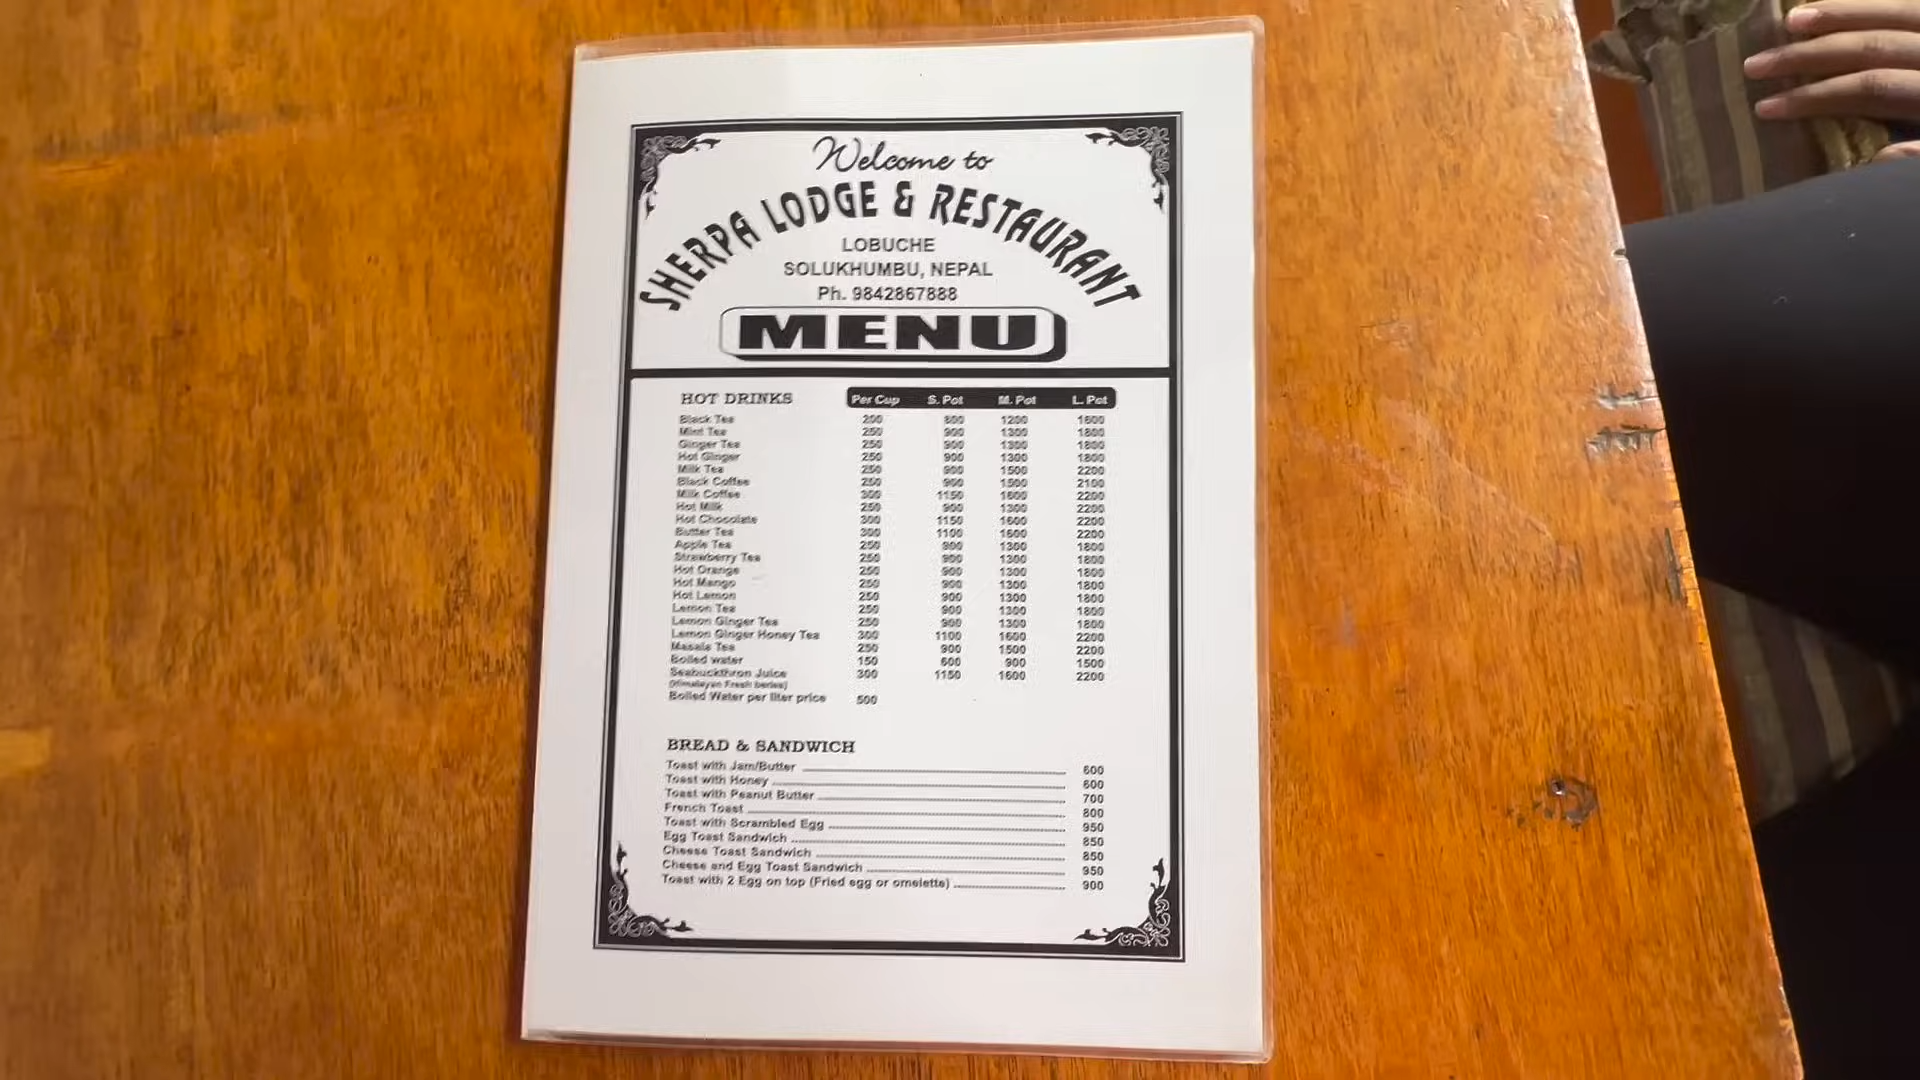 Welcome to
SHERPA LODGE & RESTAURANT
LOBUCHE
SOLUKHUMBU, NEPAL
Ph. 9842867888
MENU
HOT DRINKS Per Cup S. Pot M. Pot L. Pot
Black Tea 200 800 1200 1600
Mint Tea 250 900 1300 1800
Ginger Tea 250 900 1300 1800
Hot Ginger 250 900 1300 1800
Milk Tea 250 900 1500 2200
Black Coffee 250 900 1500 2100
Milk Coffee 300 1150 1600 2200
Hot Milk 250 900 1300 2200
Hot Chocolate 300 1150 1600 2200
Butter Tea 300 1100 1600 2200
Apple Tea 250 900 1300 1800
Strawberry Tea 250 900 1300 1800
Hot Orange 250 900 1300 1800
Hot Mango 250 900 1300 1800
Hot Lemon 250 900 1300 1800
Lemon Tea 250 900 1300 1800
Lemon Ginger Tea 250 900 1300 1800
Lemon Ginger Honey Tea 300 1100 1600 2200
Masala Tea 250 900 1500 2200
Boiled water 150 600 900 1500
Seabuckthron Juice 300 1150 1600 2200
(Himalayan Fresh beries)
Boiled Water per liter price 500
BREAD & SANDWICH
Toast with Jam/Butter 600
Toast with Honey 600
Toast with Peanut Butter 700
French Toast 800
Toast with Scrambled Egg 950
Egg Toast Sandwich 850
Cheese Toast Sandwich 850
Cheese and Egg Toast Sandwich 950
Toast with 2 Egg on top (Fried egg or omelette) 900